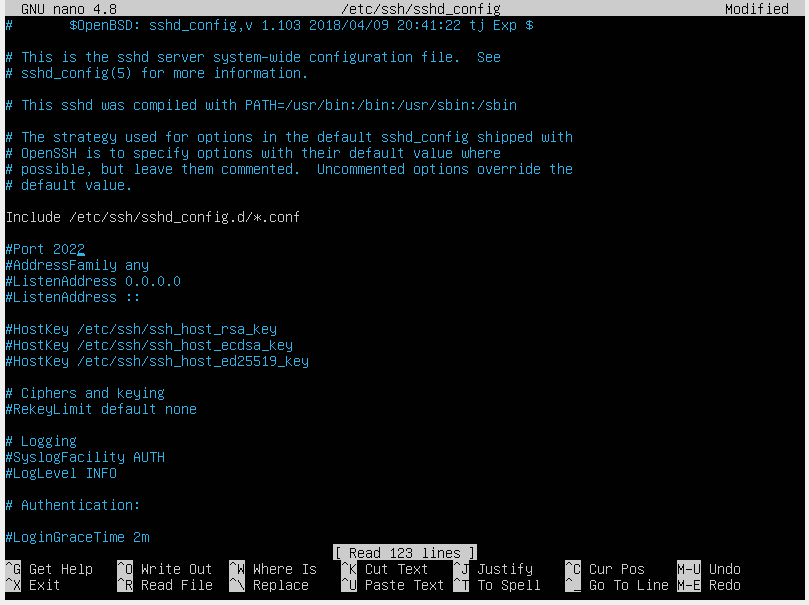 GNU nano 4.8 /etc/ssh/sshd_config Modified
# $OpenBSD: sshd_config,v 1.103 2018/04/09 20:41:22 tj Exp $
# This is the sshd server system-wide configuration file. See
# sshd_config(5) for more information.
# This sshd was compiled with PATH=/usr/bin:/bin:/usr/sbin:/sbin
# The strategy used for options in the default sshd_config shipped with
# OpenSSH is to specify options with their default value where
# possible, but leave them commented. Uncommented options override the
# default value.
Include /etc/ssh/sshd_config.d/*.conf
#Port 2022
#AddressFamily any
#ListenAddress 0.0.0.0
#ListenAddress ::
#HostKey /etc/ssh/ssh_host_rsa_key
#HostKey /etc/ssh/ssh_host_ecdsa_key
#HostKey /etc/ssh/ssh_host_ed25519_key
# Ciphers and keying
#RekeyLimit default none
# Logging
#SyslogFacility AUTH
#LogLevel INFO
# Authentication:
#LoginGraceTime 2m
[ Read 123 lines ]
^G Get Help ^O Write Out ^W Where Is ^K Cut Text ^J Justify ^C Cur Pos M-U Undo
^X Exit ^R Read File ^\ Replace ^U Paste Text ^T To Spell ^_ Go To Line M-E Redo